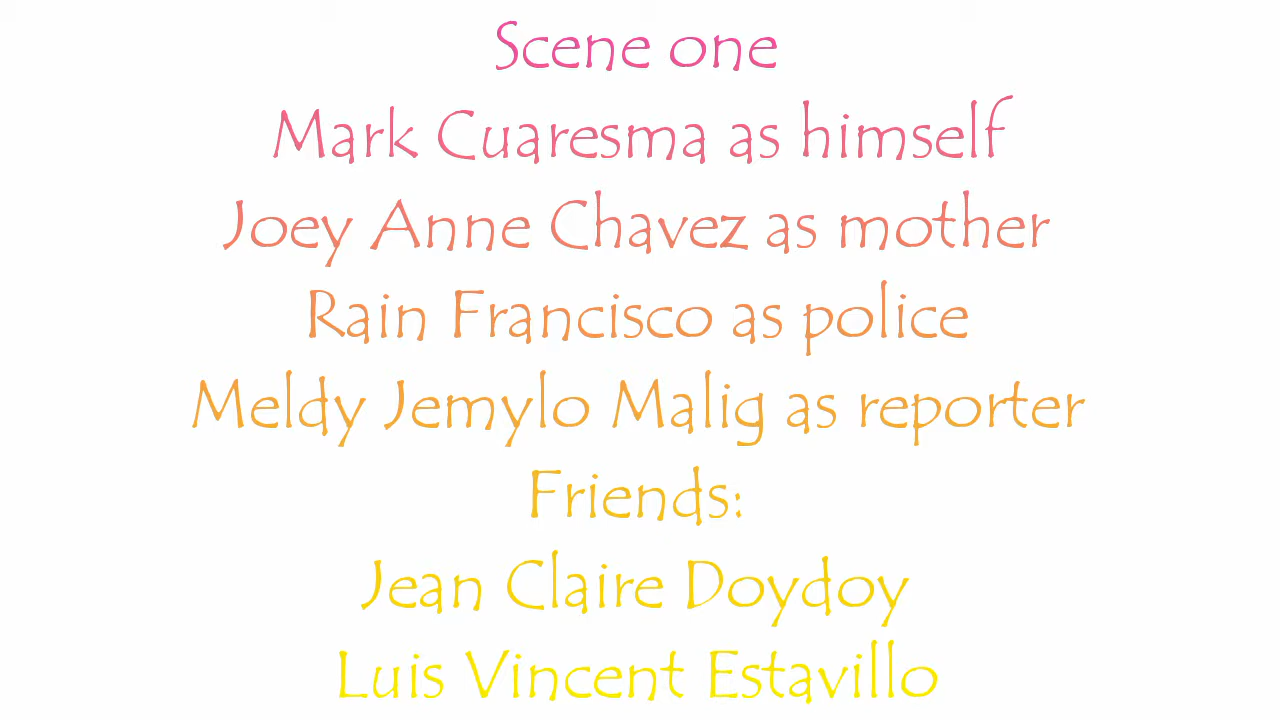 Scene one
Mark Cuaresma as himself
Joey Anne Chavez as mother
Rain Francisco as police
Meldy Jemylo Malig as reporter
Friends:
Jean Claire Doydoy
Luis Vincent Estavillo